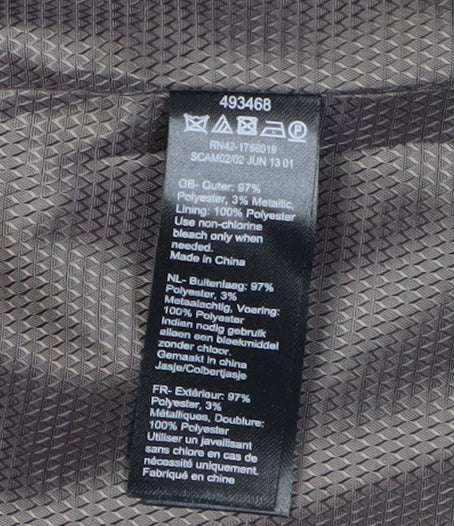 493468
RN42-1766019
SCAM02/02 JUN 13 01
GB- Outer: 97%
Polyester, 3% Metallic,
Lining: 100% Polyester
Use non-chlorine
bleach only when
needed.
Made in China
NL- Buitenlaag: 97%
Polyester, 3%
Metaalachtig, Voering:
100% Polyester
Indien nodig gebruik
alleen een bleekmiddel
zonder chloor.
Gemaakt in china
Jasje/Colbertjasje
FR- Extérieur: 97%
Polyester, 3%
Métalliques, Doublure:
100% Polyester
Utiliser un javellisant
sans chlore en cas de
nécessité uniquement.
Fabriqué en chine